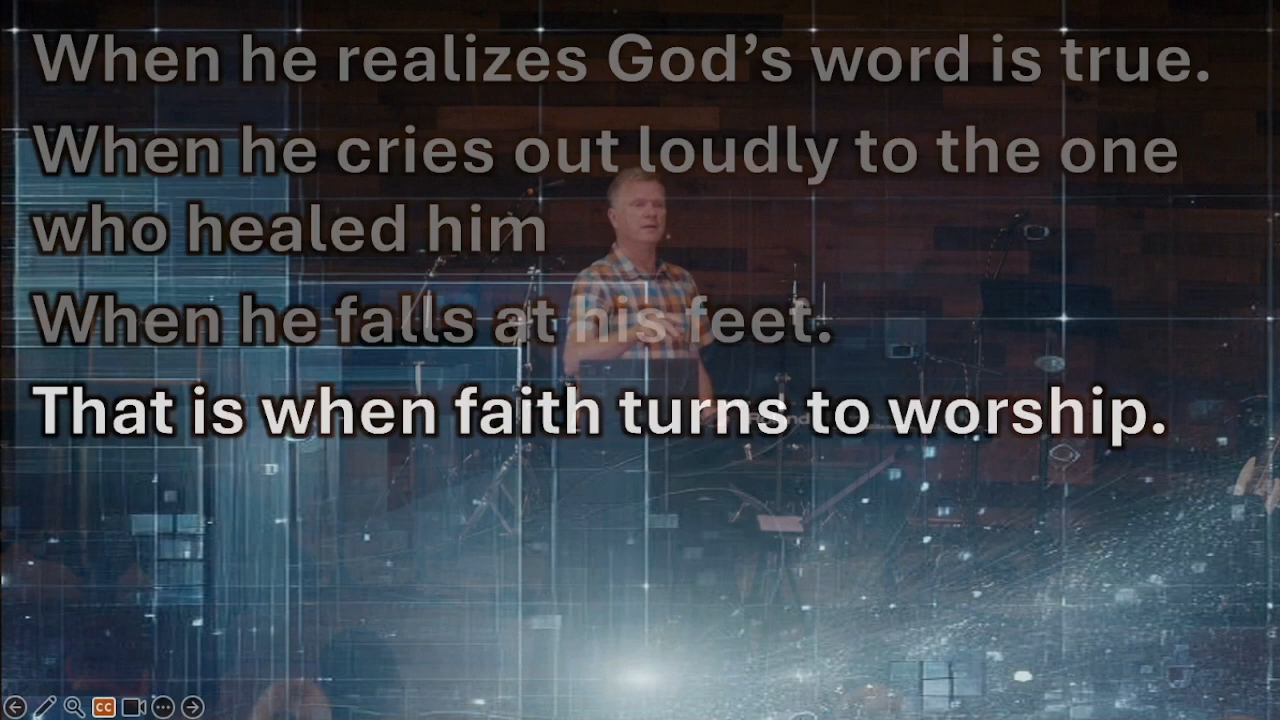 When he realizes God’s word is true.
When he cries out loudly to the one
who healed him
When he falls at his feet.
That is when faith turns to worship.
CC